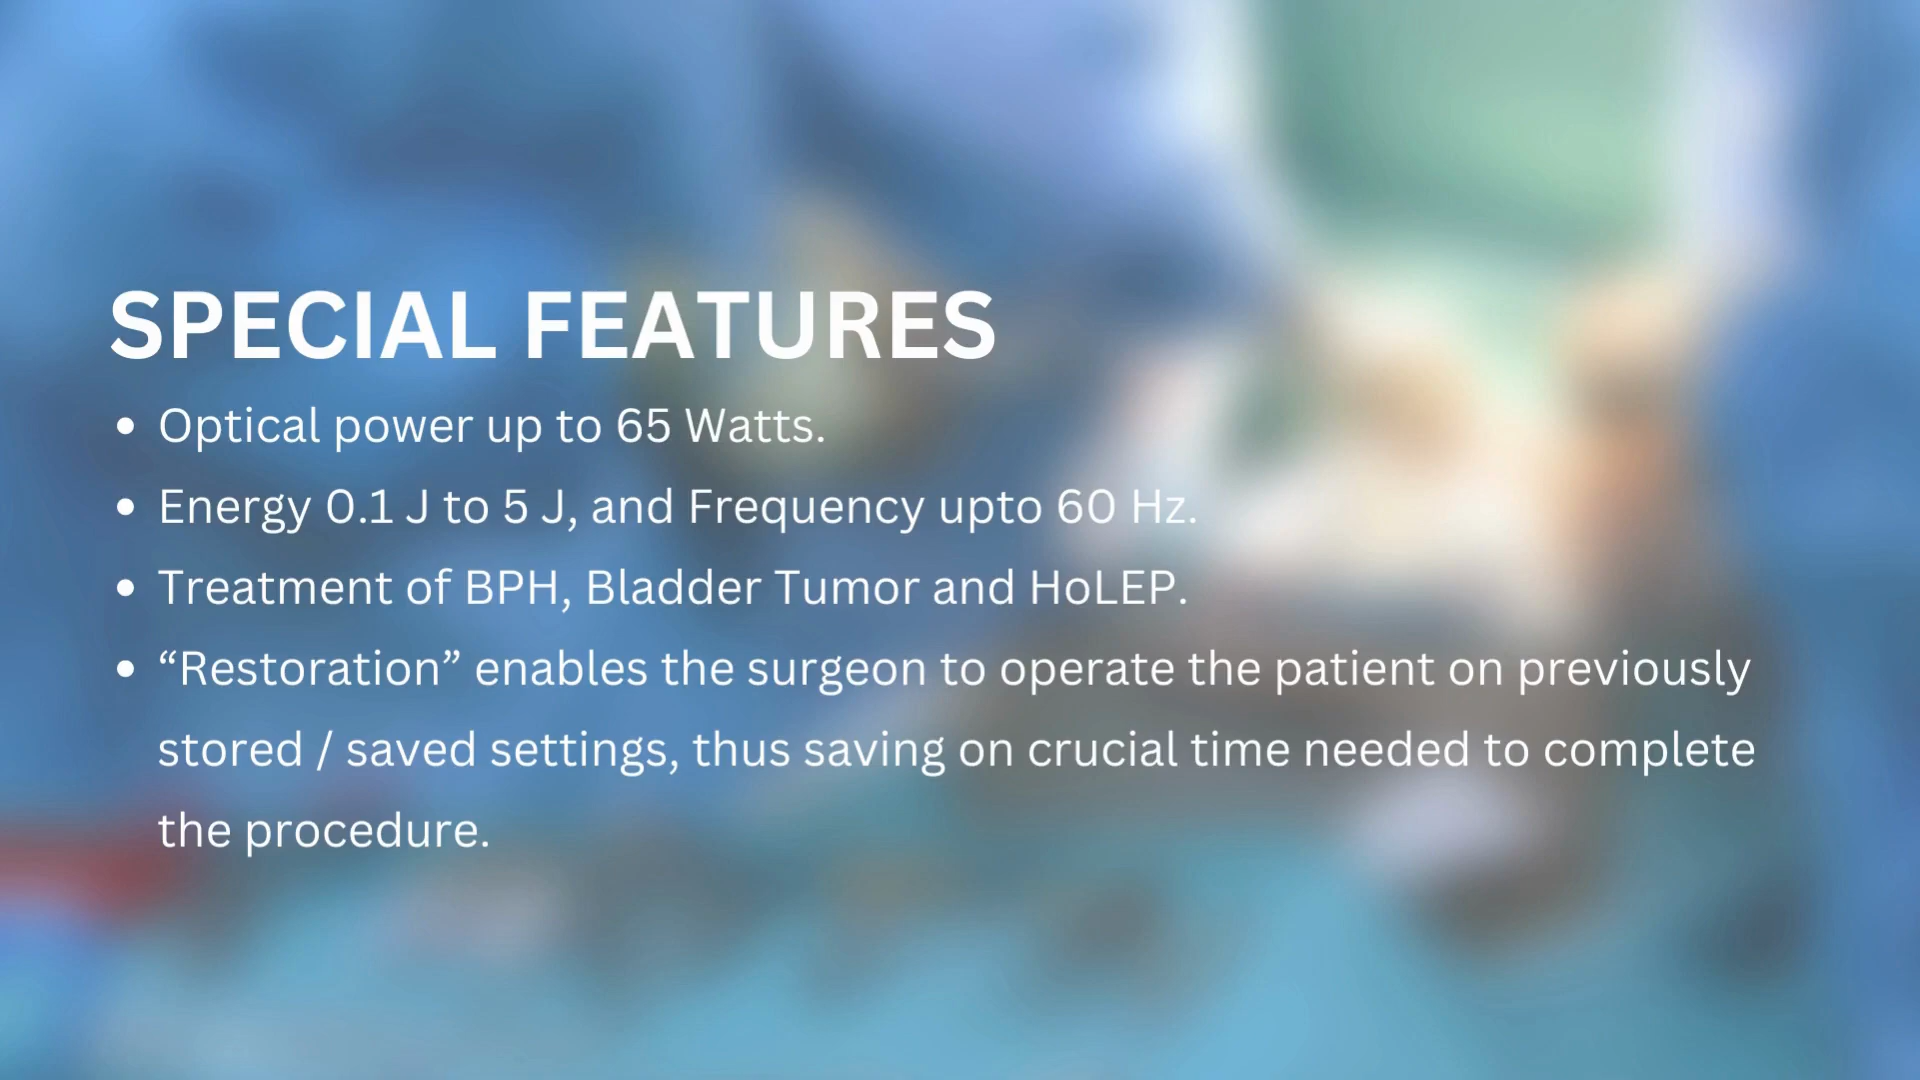 SPECIAL FEATURES
• Optical power up to 65 Watts.
• Energy 0.1 J to 5 J, and Frequency upto 60 Hz.
• Treatment of BPH, Bladder Tumor and HoLEP.
• “Restoration” enables the surgeon to operate the patient on previously
stored / saved settings, thus saving on crucial time needed to complete
the procedure.